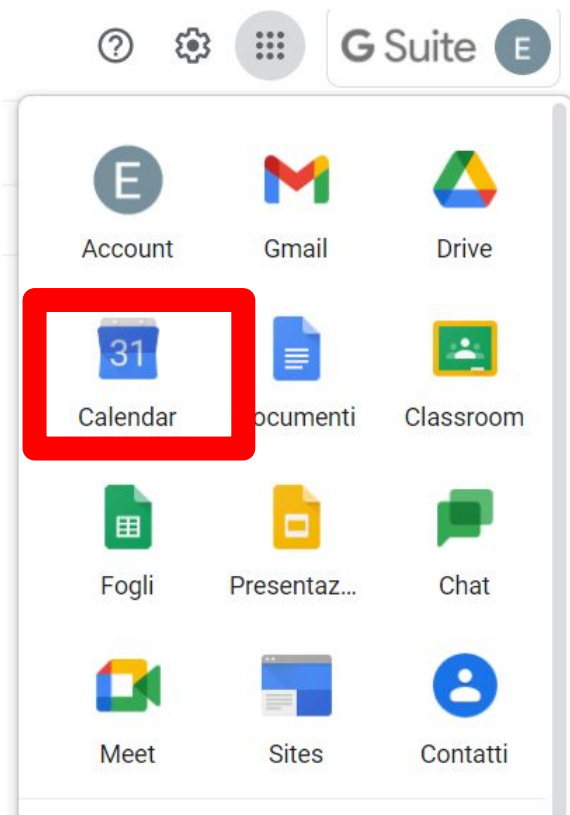 G Suite E
E
Account Gmail Drive
31
Calendar ocumenti Classroom
Fogli Presentaz... Chat
Meet Sites Contatti